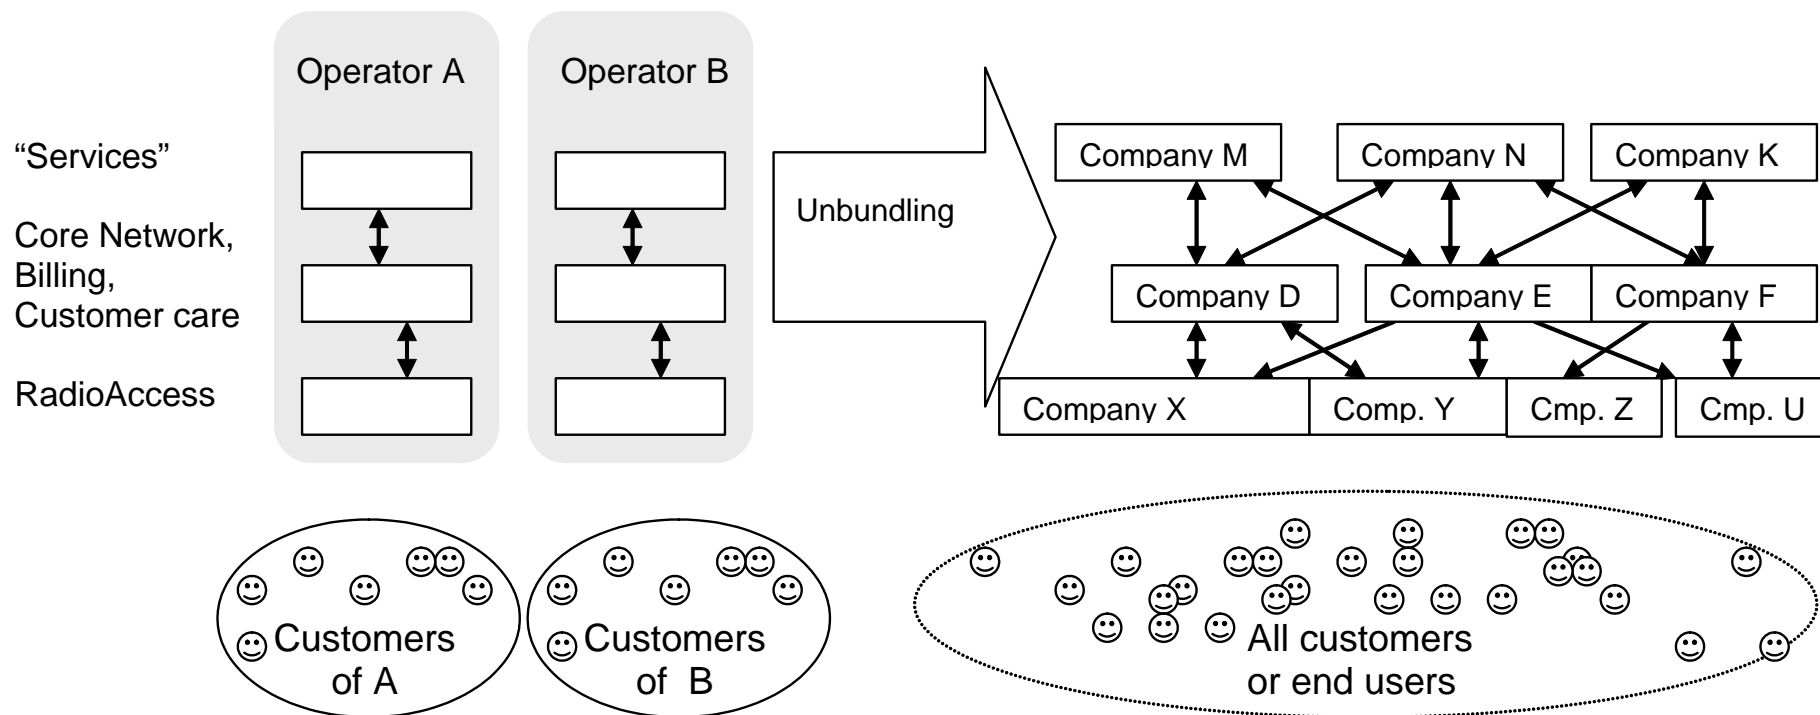 Operator A
Operator B
“Services”
Core Network,
Billing,
Customer care
RadioAccess
Unbundling
Company M
Company N
Company K
Company D
Company E
Company F
Company X
Comp. Y
Cmp. Z
Cmp. U
Customers
of A
Customers
of B
All customers
or end users